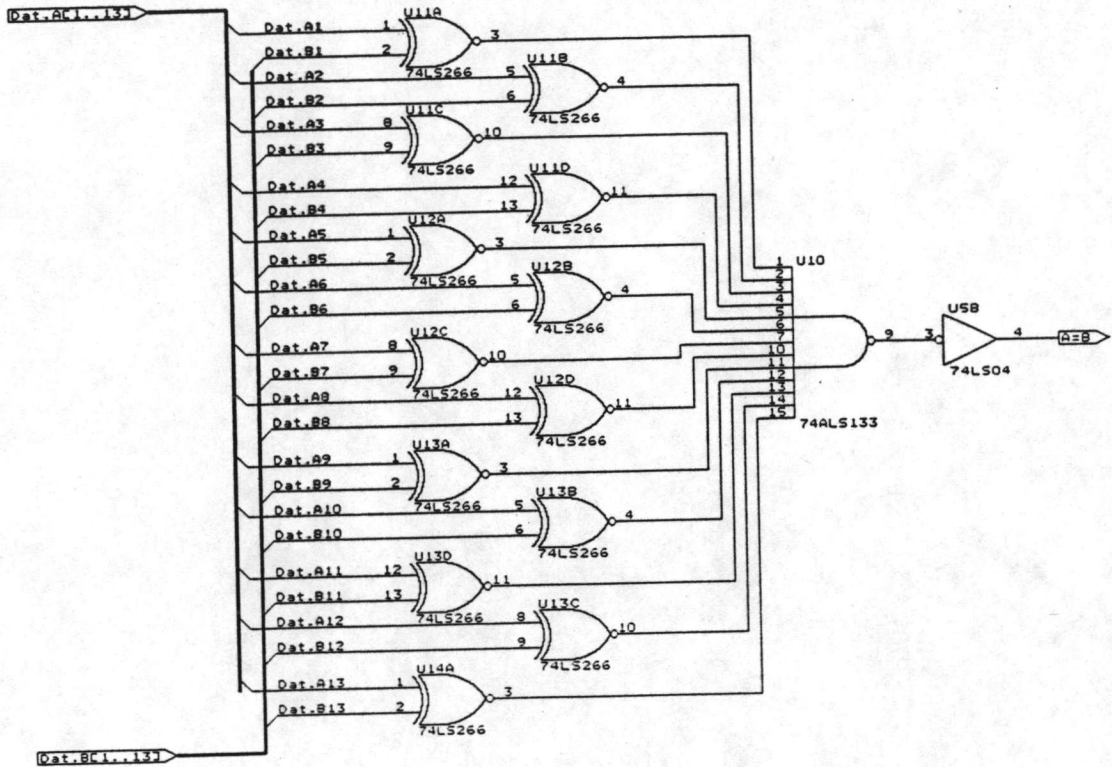 Dat.A[1..13]
U11A
Dat.A1 1 3
Dat.B1 2
74LS266
U11B
Dat.A2 5 4
Dat.B2 6
74LS266
U11C
Dat.A3 8 10
Dat.B3 9
74LS266
U11D
Dat.A4 12 11
Dat.B4 13
74LS266
U12A
Dat.A5 1 3
Dat.B5 2
74LS266
U12B
Dat.A6 5 4
Dat.B6 6
74LS266
U12C
Dat.A7 8 10
Dat.B7 9
74LS266
U12D
Dat.A8 12 11
Dat.B8 13
74LS266
U13A
Dat.A9 1 3
Dat.B9 2
74LS266
U13B
Dat.A10 5 4
Dat.B10 6
74LS266
U13D
Dat.A11 12 11
Dat.B11 13
74LS266
U13C
Dat.A12 8 10
Dat.B12 9
74LS266
U14A
Dat.A13 1 3
Dat.B13 2
74LS266
Dat.B[1..13]
U10
1
2
3
4
5
6
7
10
11
12
13
14
15
9
74ALS133
U5B
3 4
74LS04
A=B